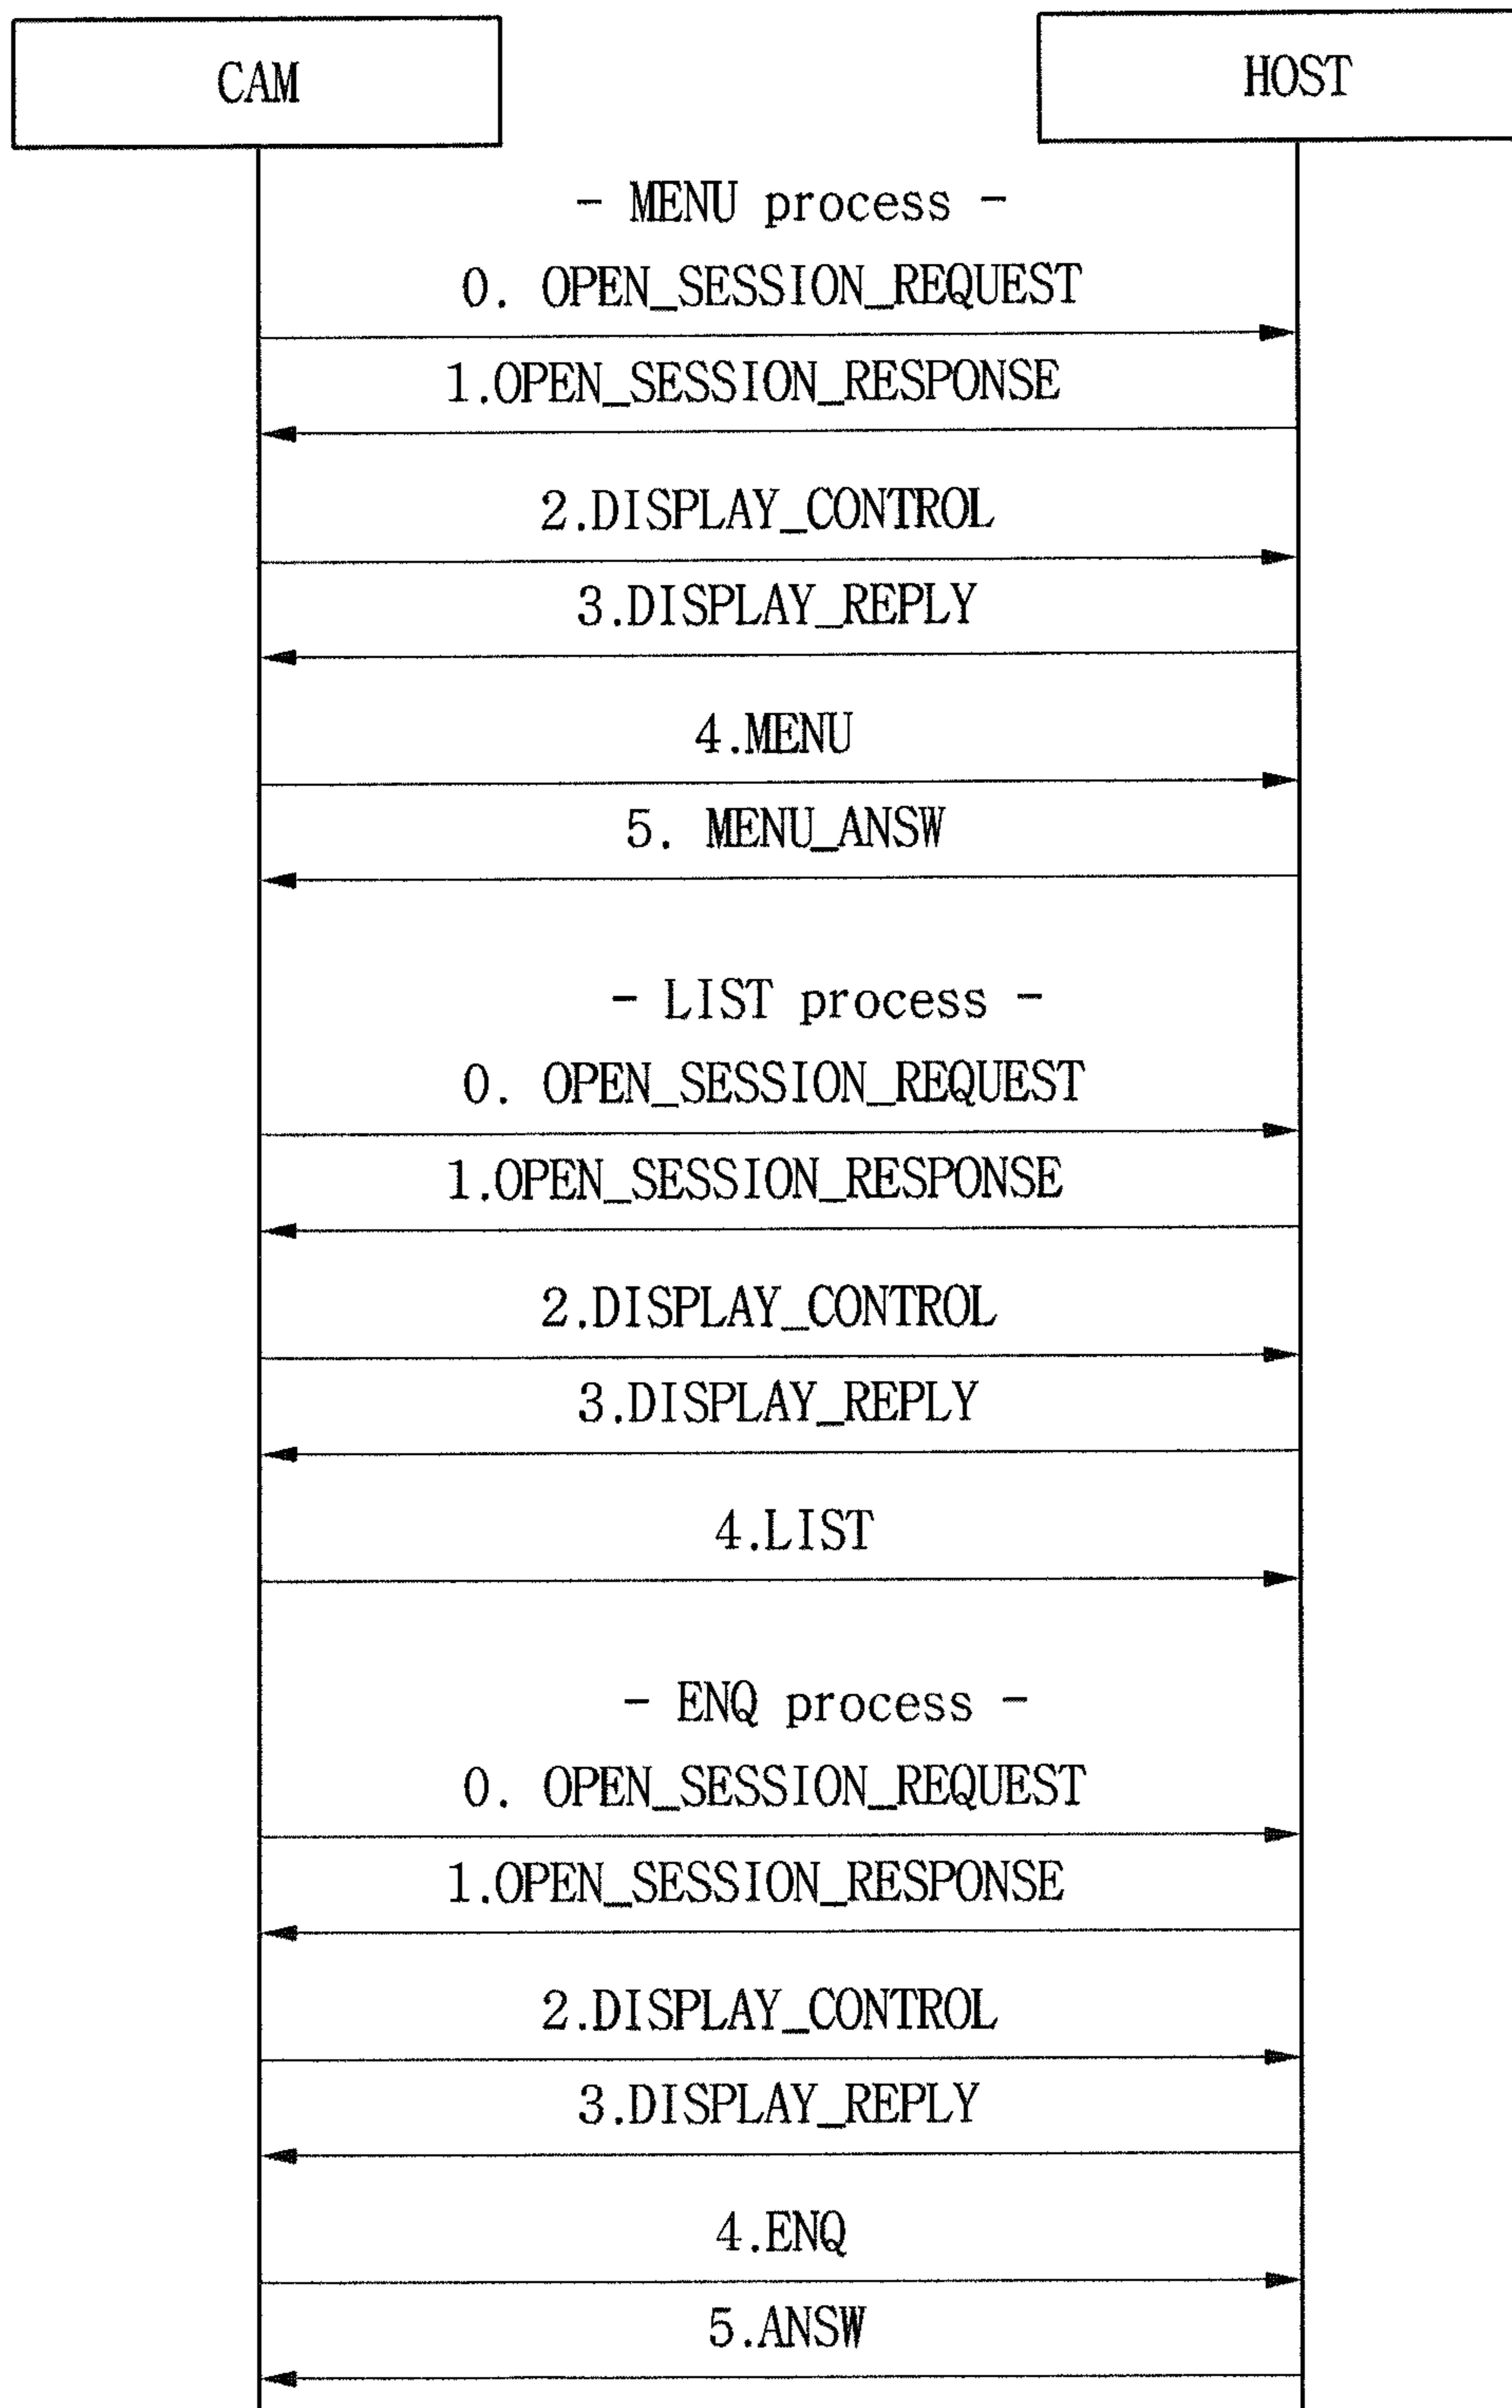 CAM
HOST
- MENU process -
0. OPEN_SESSION_REQUEST
1.OPEN_SESSION_RESPONSE
2.DISPLAY_CONTROL
3.DISPLAY_REPLY
4.MENU
5. MENU_ANSW
- LIST process -
0. OPEN_SESSION_REQUEST
1.OPEN_SESSION_RESPONSE
2.DISPLAY_CONTROL
3.DISPLAY_REPLY
4.LIST
- ENQ process -
0. OPEN_SESSION_REQUEST
1.OPEN_SESSION_RESPONSE
2.DISPLAY_CONTROL
3.DISPLAY_REPLY
4.ENQ
5.ANSW